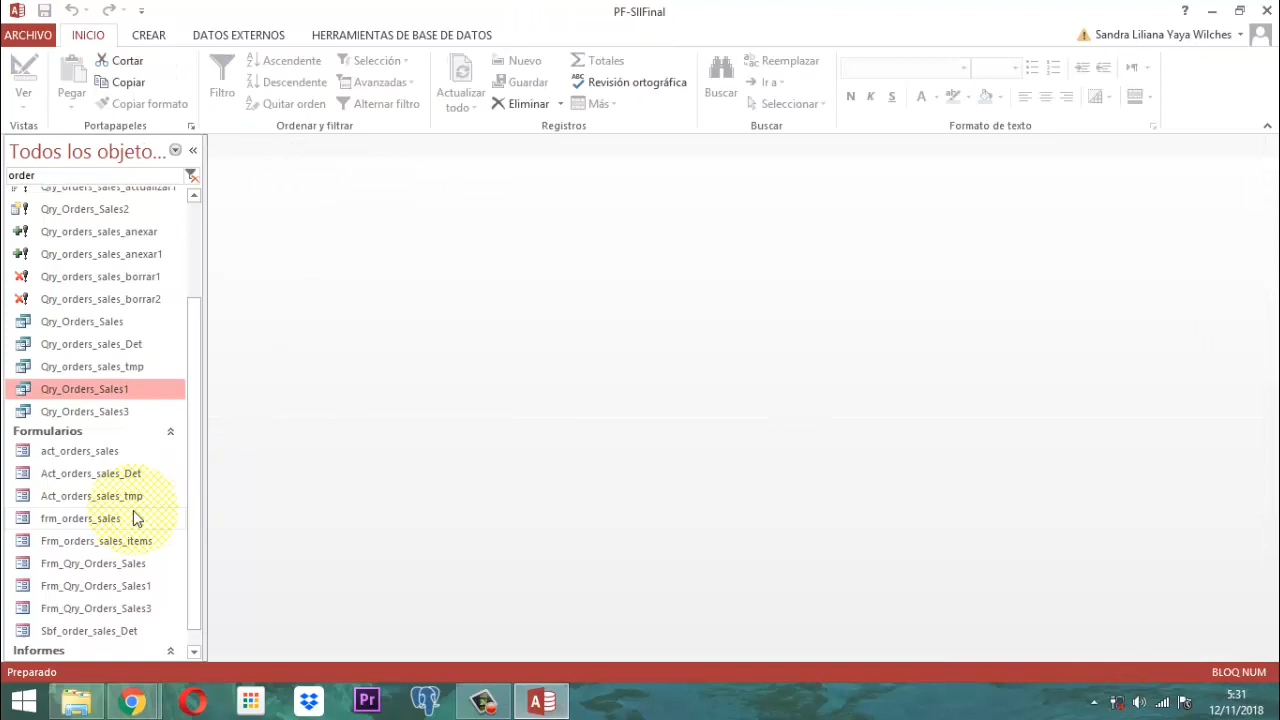 PF-SIIFinal
?
ARCHIVO INICIO CREAR DATOS EXTERNOS HERRAMIENTAS DE BASE DE DATOS Sandra Liliana Yaya Wilches
Ver
Vistas
Pegar
Cortar
Copiar
Copiar formato
Portapapeles
Filtro
Ascendente
Descendente
Quitar orden
Selección
Avanzadas
Alternar filtro
Ordenar y filtrar
Actualizar
todo
Nuevo
Guardar
Eliminar
Totales
Revisión ortográfica
Más
Registros
Buscar
Reemplazar
Ir a
Seleccionar
Buscar
N K S A
Formato de texto
Todos los objeto...
order
Qry_orders_sales_actualizar1
Qry_Orders_Sales2
Qry_orders_sales_anexar
Qry_orders_sales_anexar1
Qry_orders_sales_borrar1
Qry_orders_sales_borrar2
Qry_Orders_Sales
Qry_orders_sales_Det
Qry_orders_sales_tmp
Qry_Orders_Sales1
Qry_Orders_Sales3
Formularios
act_orders_sales
Act_orders_sales_Det
Act_orders_sales_tmp
frm_orders_sales
Frm_orders_sales_items
Frm_Qry_Orders_Sales
Frm_Qry_Orders_Sales1
Frm_Qry_Orders_Sales3
Sbf_order_sales_Det
Informes
Preparado BLOQ NUM
Pr
5:31
12/11/2018